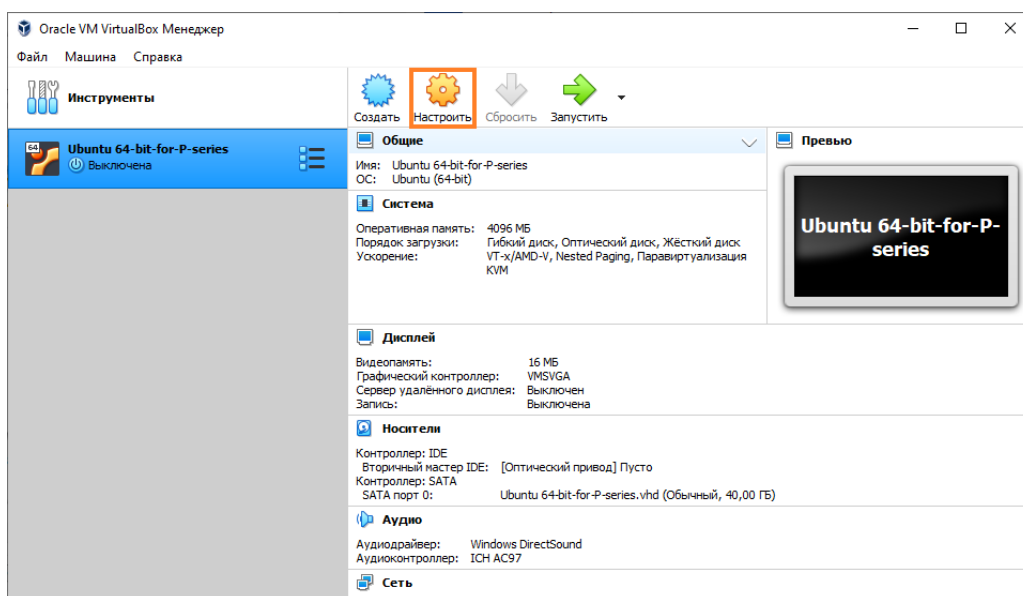 Oracle VM VirtualBox Менеджер
Файл Машина Справка
Инструменты
Создать Настроить Сбросить Запустить
64
Ubuntu 64-bit-for-P-series
Выключена
Общие
Имя: Ubuntu 64-bit-for-P-series
ОС: Ubuntu (64-bit)
Превью
Ubuntu 64-bit-for-P-
series
Система
Оперативная память: 4096 МБ
Порядок загрузки: Гибкий диск, Оптический диск, Жёсткий диск
Ускорение: VT-x/AMD-V, Nested Paging, Паравиртуализация
KVM
Дисплей
Видеопамять: 16 МБ
Графический контроллер: VMSVGA
Сервер удалённого дисплея: Выключен
Запись: Выключена
Носители
Контроллер: IDE
Вторичный мастер IDE: [Оптический привод] Пусто
Контроллер: SATA
SATA порт 0: Ubuntu 64-bit-for-P-series.vhd (Обычный, 40,00 ГБ)
Аудио
Аудиодрайвер: Windows DirectSound
Аудиоконтроллер: ICH AC97
Сеть